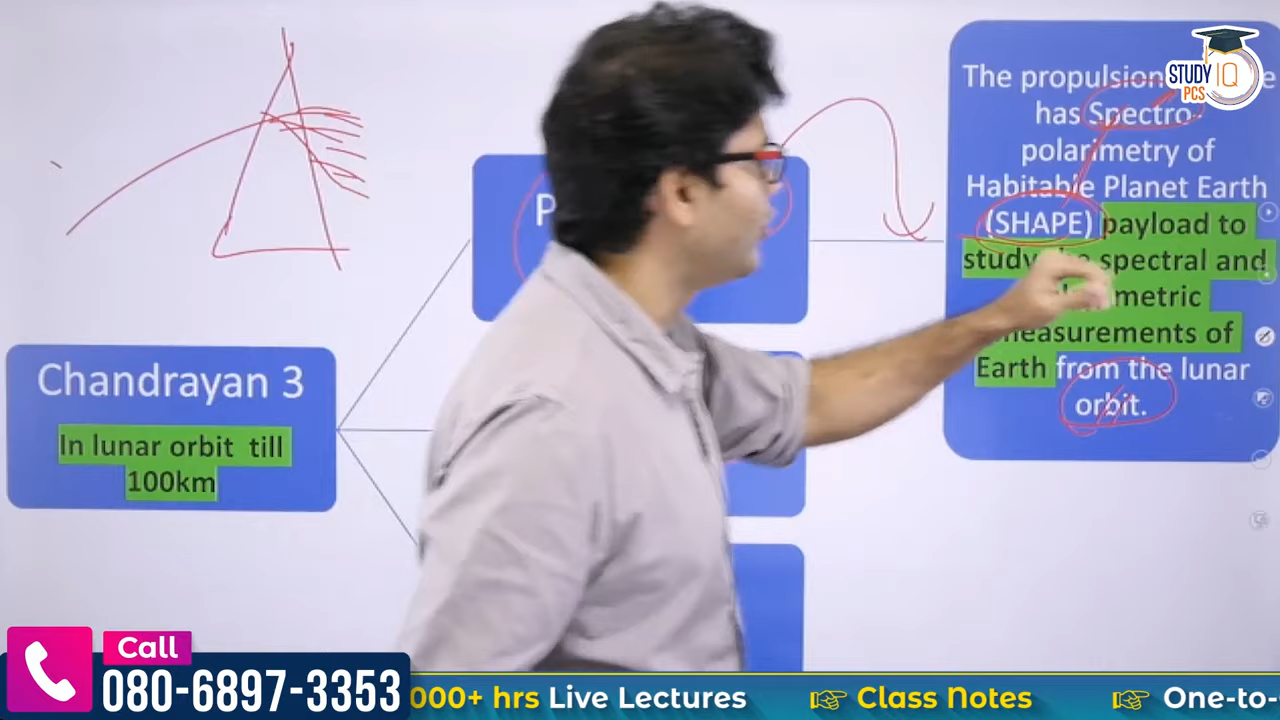 STUDY IQ
PCS
The propulsion
has Spectro-
polarimetry of
Habitable Planet Earth
(SHAPE) payload to
study spectral and
metric
measurements of
Earth from the lunar
orbit.
Chandrayan 3
In lunar orbit till
100km
Call
080-6897-3353
000+ hrs Live Lectures
Class Notes
One-to-